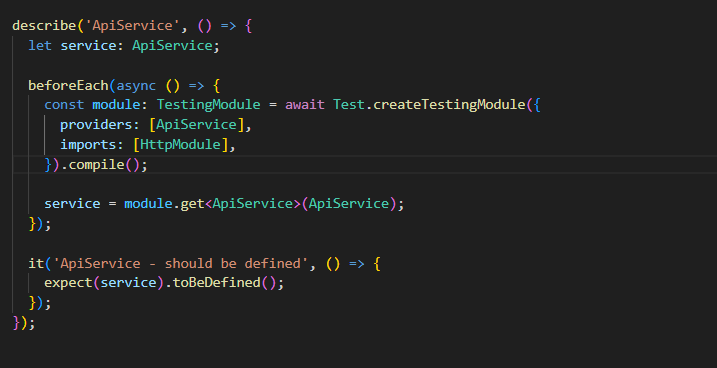 describe('ApiService', () => {
let service: ApiService;
beforeEach(async () => {
const module: TestingModule = await Test.createTestingModule({
providers: [ApiService],
imports: [HttpModule],
}).compile();
service = module.get<ApiService>(ApiService);
});
it('ApiService - should be defined', () => {
expect(service).toBeDefined();
});
});